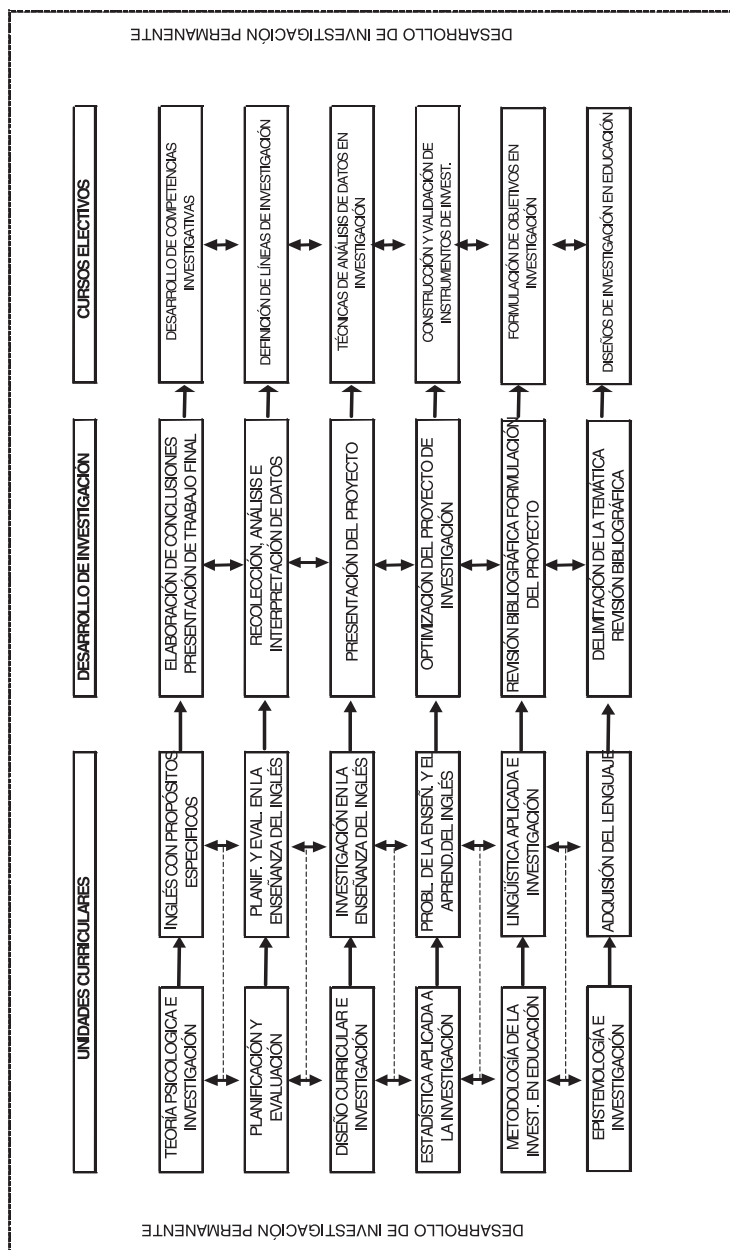 DESARROLLO DE INVESTIGACIÓN PERMANENTE
UNIDADES CURRICULARES
DESARROLLO DE INVESTIGACIÓN
CURSOS ELECTIVOS
TEORÍA PSICOLOGICA E
INVESTIGACIÓN
INGLÉS CON PROPÓSITOS
ESPECIFICOS
ELABORACIÓN DE CONCLUSIONES
PRESENTACIÓN DE TRABAJO FINAL
DESARROLLO DE COMPETENCIAS
INVESTIGATIVAS
PLANIFICACIÓN Y
EVALUACIÓN
PLANIF. Y EVAL. EN LA
ENSEÑANZA DEL INGLÉS
RECOLECCIÓN, ANÁLISIS E
INTERPRETACIÓN DE DATOS
DEFINICIÓN DE LÍNEAS DE INVESTIGACIÓN
DISEÑO CURRICULAR E
INVESTIGACIÓN
INVESTIGACIÓN EN LA
ENSEÑANZA DEL INGLÉS
PRESENTACIÓN DEL PROYECTO
TÉCNICAS DE ANÁLISIS DE DATOS EN
INVESTIGACIÓN
ESTADÍSTICA APLICADA A
LA INVESTIGACIÓN
PROBL. DE LA ENSEÑ. Y EL
APREND.DEL INGLÉS
OPTIMIZACIÓN DEL PROYECTO DE
INVESTIGACIÓN
CONSTRUCCIÓN Y VALIDACIÓN DE
INSTRUMENTOS DE INVEST.
METODOLOGÍA DE LA
INVEST. EN EDUCACIÓN
LINGÜÍSTICA APLICADA E
INVESTIGACIÓN
REVISIÓN BIBLIOGRÁFICA FORMULACIÓN
DEL PROYECTO
FORMULACIÓN DE OBJETIVOS EN
INVESTIGACIÓN
EPISTEMOLOGÍA E
INVESTIGACIÓN
ADQUISIÓN DEL LENGUAJE
DELIMITACIÓN DE LA TEMÁTICA
REVISIÓN BIBLIOGRÁFICA
DISEÑOS DE INVESTIGACIÓN EN EDUCACIÓN
DESARROLLO DE INVESTIGACIÓN PERMANENTE